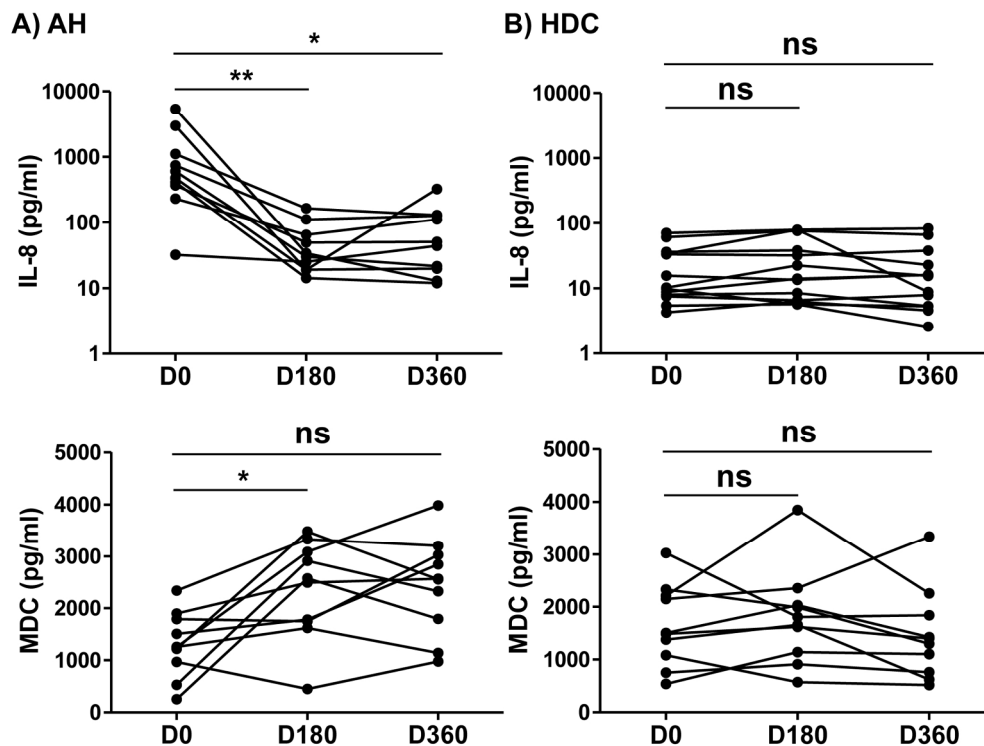 A) AH
B) HDC
*
**
IL-8 (pg/ml)
10000
1000
100
10
1
D0 D180 D360
ns
ns
IL-8 (pg/ml)
10000
1000
100
10
1
D0 D180 D360
ns
*
MDC (pg/ml)
5000
4000
3000
2000
1000
0
D0 D180 D360
ns
ns
MDC (pg/ml)
5000
4000
3000
2000
1000
0
D0 D180 D360